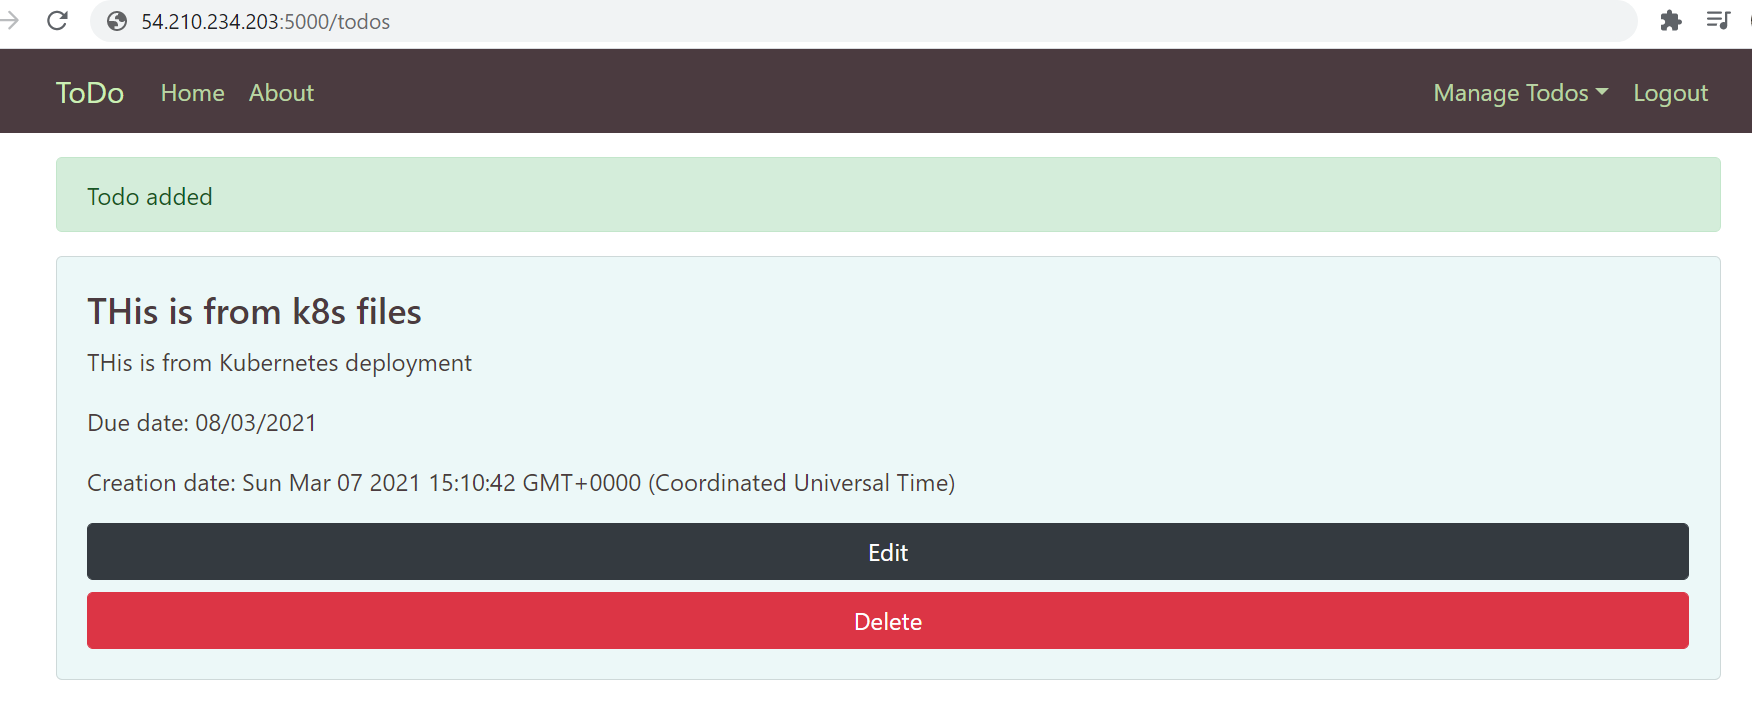 54.210.234.203:5000/todos
ToDo Home About Manage Todos Logout
Todo added
THis is from k8s files
THis is from Kubernetes deployment
Due date: 08/03/2021
Creation date: Sun Mar 07 2021 15:10:42 GMT+0000 (Coordinated Universal Time)
Edit
Delete